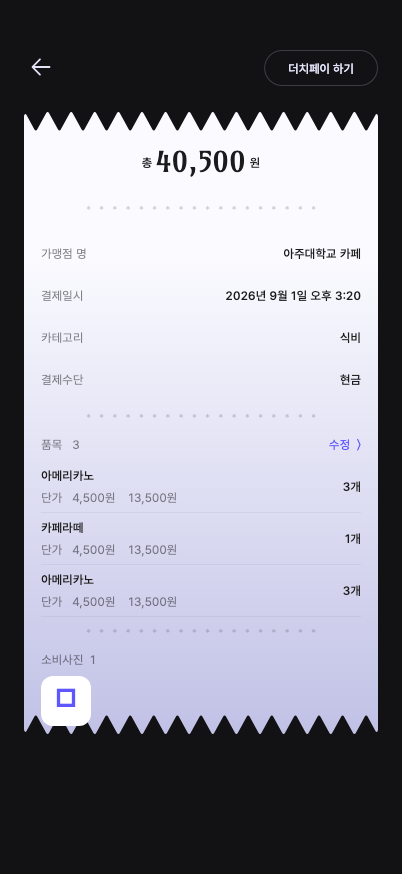 더치페이 하기
총 40,500 원
가맹점 명 아주대학교 카페
결제일시 2026년 9월 1일 오후 3:20
카테고리 식비
결제수단 현금
품목 3 수정 〉
아메리카노
단가 4,500원 13,500원 3개
카페라떼
단가 4,500원 13,500원 1개
아메리카노
단가 4,500원 13,500원 3개
소비사진 1